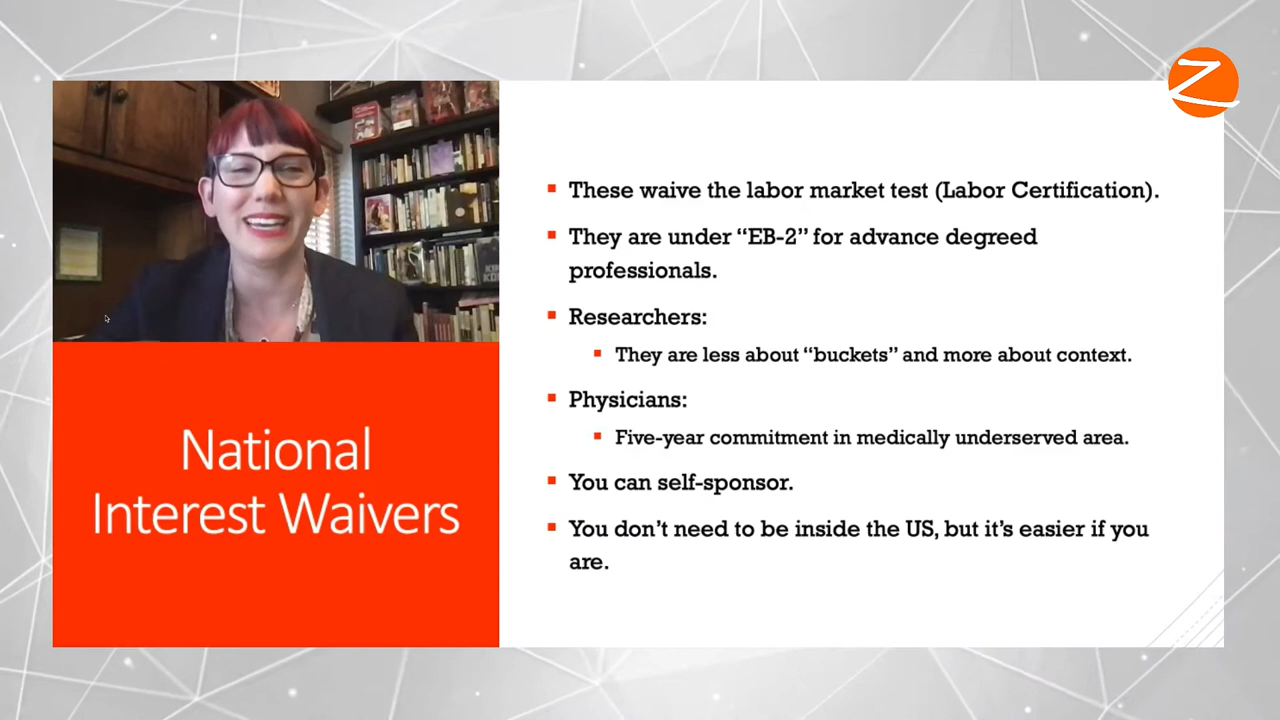 National
Interest Waivers
These waive the labor market test (Labor Certification).
They are under “EB-2” for advance degreed
professionals.
Researchers:
They are less about “buckets” and more about context.
Physicians:
Five-year commitment in medically underserved area.
You can self-sponsor.
You don’t need to be inside the US, but it’s easier if you
are.
Z